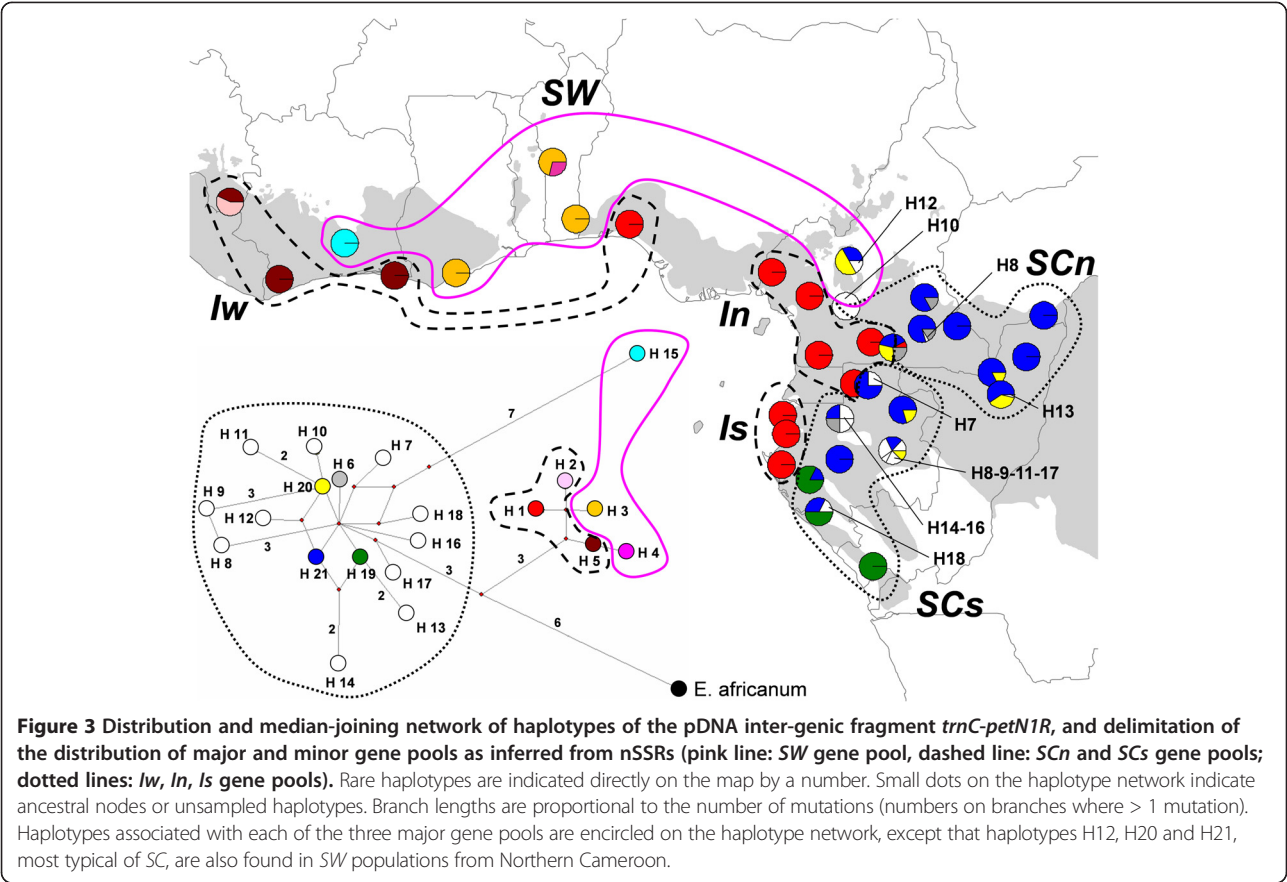 SW
H12
H10
H8
SCn
Iw
In
H 15
7
H13
H7
Is
H 11
H 10
2
H 6
H 7
H 2
H8-9-11-17
H 20
H 9
3
H 18
H 1
H 3
H14-16
H 12
H 16
H 5
H 4
H18
H 8
3
H 21
H 19
H 17
3
3
2
SCs
H 13
2
6
H 14
E. africanum
Figure 3 Distribution and median-joining network of haplotypes of the pDNA inter-genic fragment trnC-petN1R, and delimitation of
the distribution of major and minor gene pools as inferred from nSSRs (pink line: SW gene pool, dashed line: SCn and SCs gene pools;
dotted lines: Iw, In, Is gene pools). Rare haplotypes are indicated directly on the map by a number. Small dots on the haplotype network indicate
ancestral nodes or unsampled haplotypes. Branch lengths are proportional to the number of mutations (numbers on branches where > 1 mutation).
Haplotypes associated with each of the three major gene pools are encircled on the haplotype network, except that haplotypes H12, H20 and H21,
most typical of SC, are also found in SW populations from Northern Cameroon.